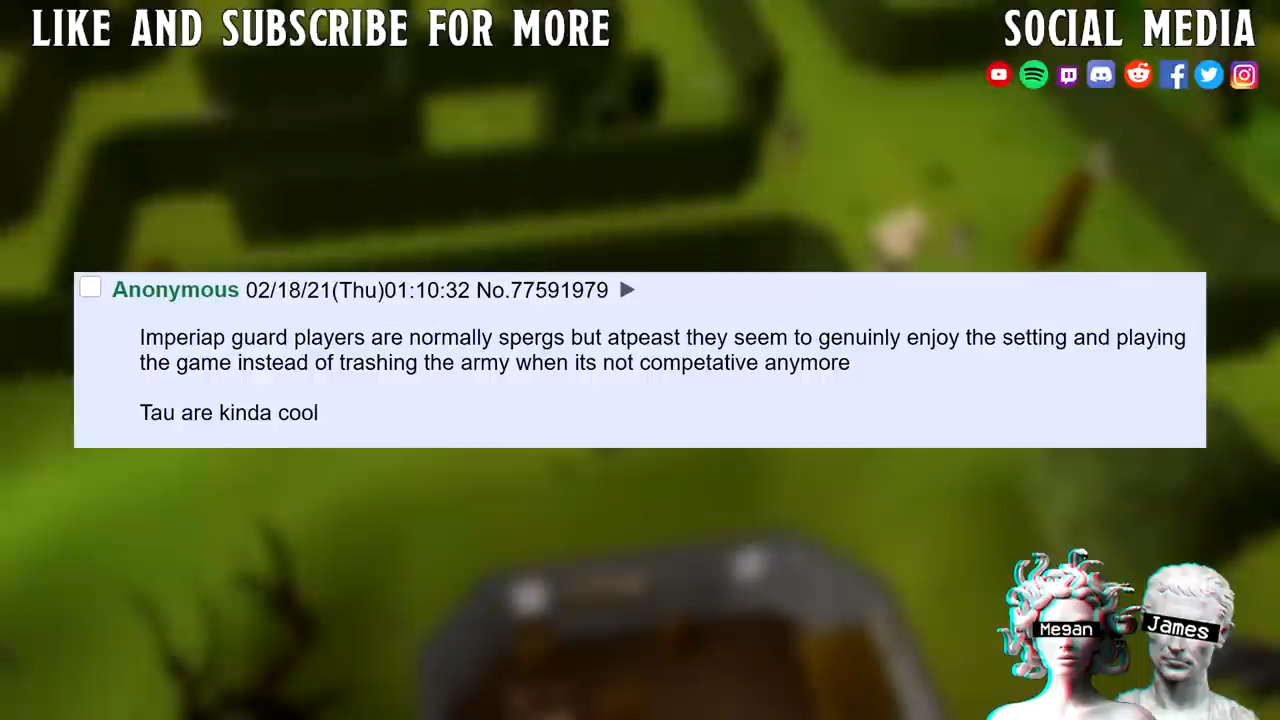 LIKE AND SUBSCRIBE FOR MORE
SOCIAL MEDIA
Anonymous 02/18/21(Thu)01:10:32 No.77591979 ▶
Imperiap guard players are normally spergs but atpeast they seem to genuinly enjoy the setting and playing
the game instead of trashing the army when its not competative anymore
Tau are kinda cool
Megan
James